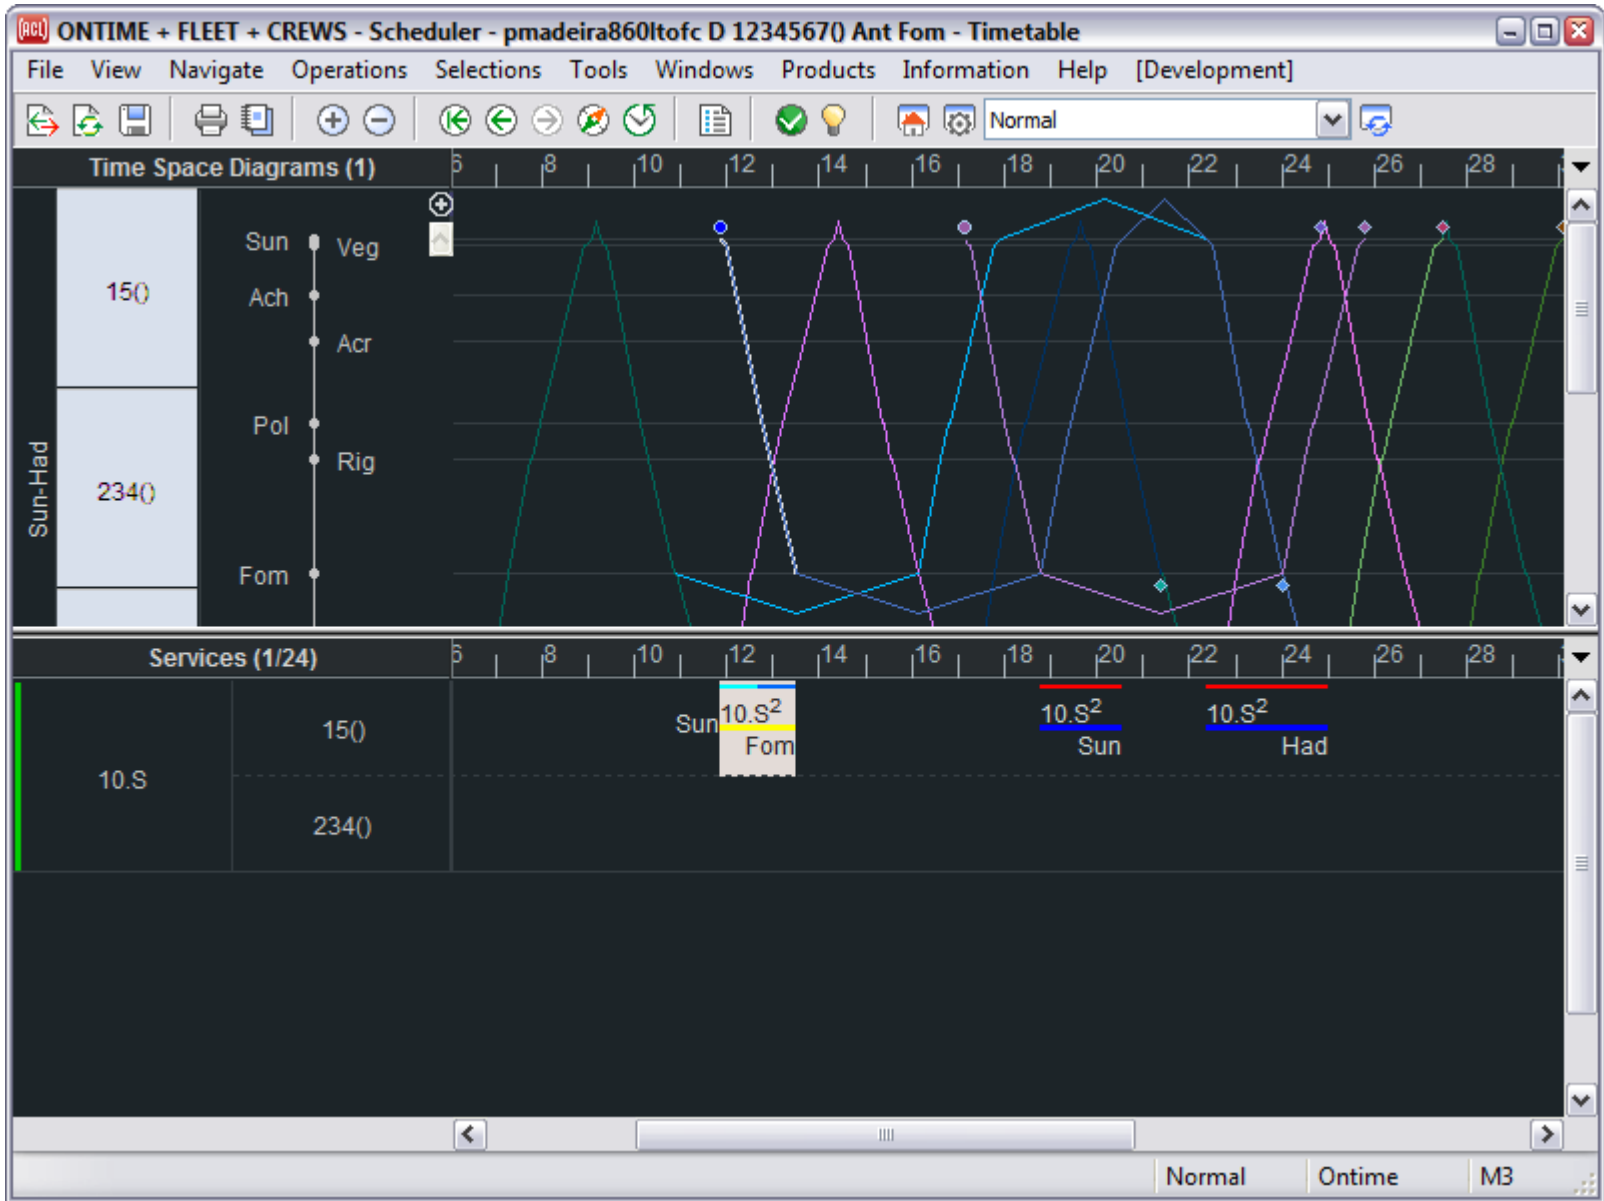 ACL ONTIME + FLEET + CREWS - Scheduler - pmadeira860ltofc D 1234567() Ant Fom - Timetable
File View Navigate Operations Selections Tools Windows Products Information Help [Development]
Normal
Time Space Diagrams (1) 6 8 10 12 14 16 18 20 22 24 26 28
Sun Veg
15() Ach
Acr
Pol
Sun-Had
Rig
234()
Fom
Services (1/24) 6 8 10 12 14 16 18 20 22 24 26 28
10.S
15()
Sun 10.S² 10.S² 10.S²
Fom Sun Had
234()
Normal Ontime M3